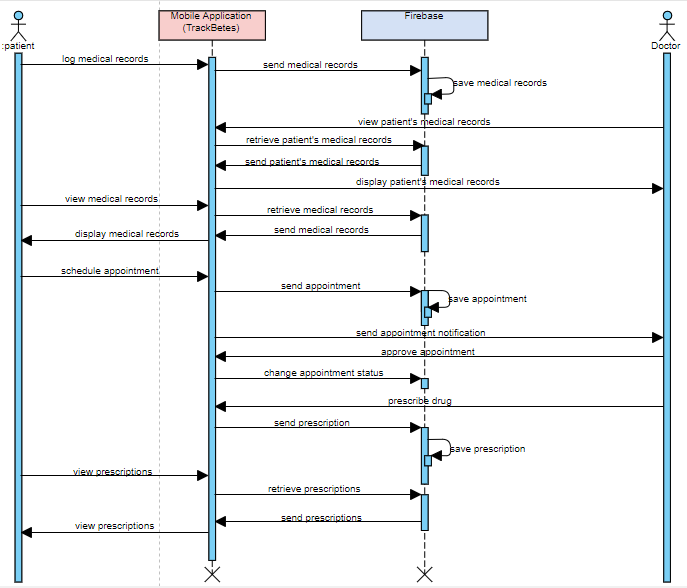 Mobile Application
(TrackBetes)
Firebase
:patient
Doctor
log medical records
send medical records
save medical records
view patient's medical records
retrieve patient's medical records
send patient's medical records
display patient's medical records
view medical records
retrieve medical records
send medical records
display medical records
schedule appointment
send appointment
save appointment
send appointment notification
approve appointment
change appointment status
prescribe drug
send prescription
save prescription
view prescriptions
retrieve prescriptions
send prescriptions
view prescriptions